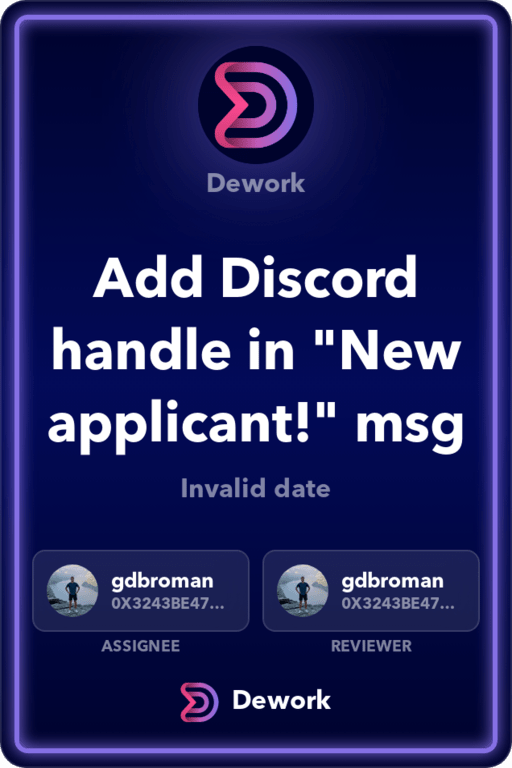 Dework
Add Discord
handle in "New
applicant!" msg
Invalid date
gdbroman
0X3243BE47...
gdbroman
0X3243BE47...
ASSIGNEE
REVIEWER
Dework